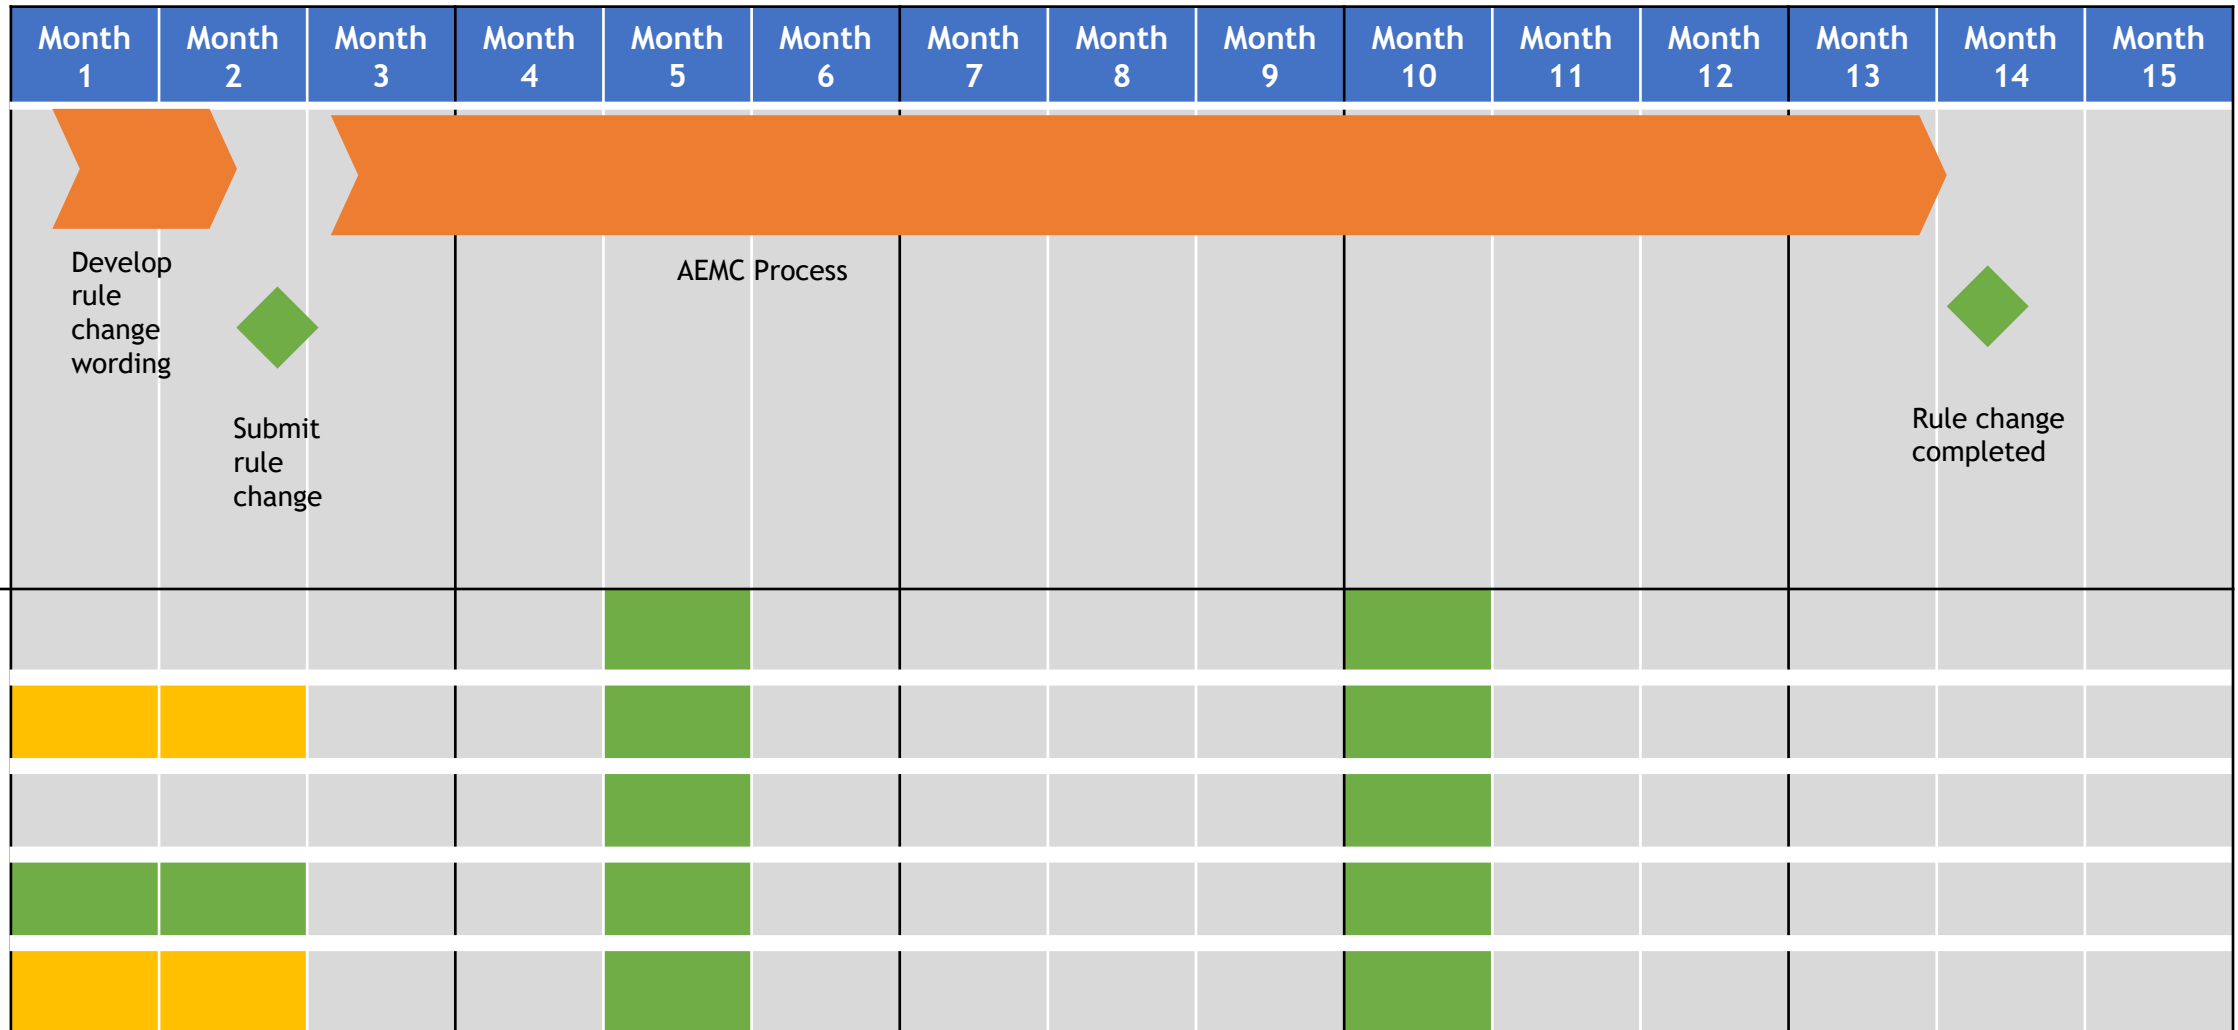 Month Month Month Month Month Month Month Month Month Month Month Month Month Month Month
1 2 3 4 5 6 7 8 9 10 11 12 13 14 15
Develop
rule
change
wording
AEMC Process
Submit
rule
change
Rule change
completed